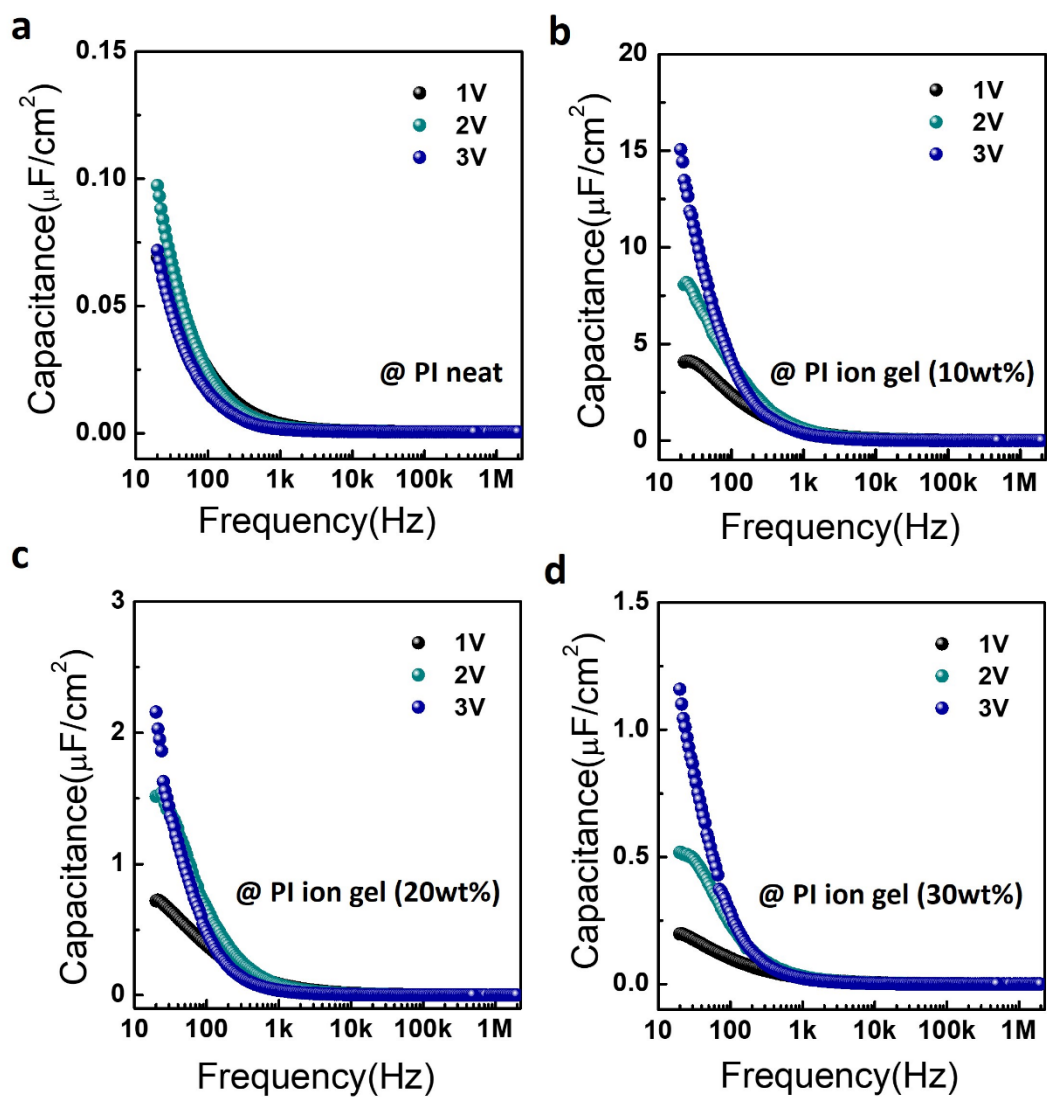 a
Capacitance(μF/cm²)
0.15
0.10
0.05
0.00
1V
2V
3V
@ PI neat
10 100 1k 10k 100k 1M
Frequency(Hz)
b
Capacitance(μF/cm²)
20
15
10
5
0
1V
2V
3V
@ PI ion gel (10wt%)
10 100 1k 10k 100k 1M
Frequency(Hz)
c
Capacitance(μF/cm²)
3
2
1
0
1V
2V
3V
@ PI ion gel (20wt%)
10 100 1k 10k 100k 1M
Frequency(Hz)
d
Capacitance(μF/cm²)
1.5
1.0
0.5
0.0
1V
2V
3V
@ PI ion gel (30wt%)
10 100 1k 10k 100k 1M
Frequency(Hz)